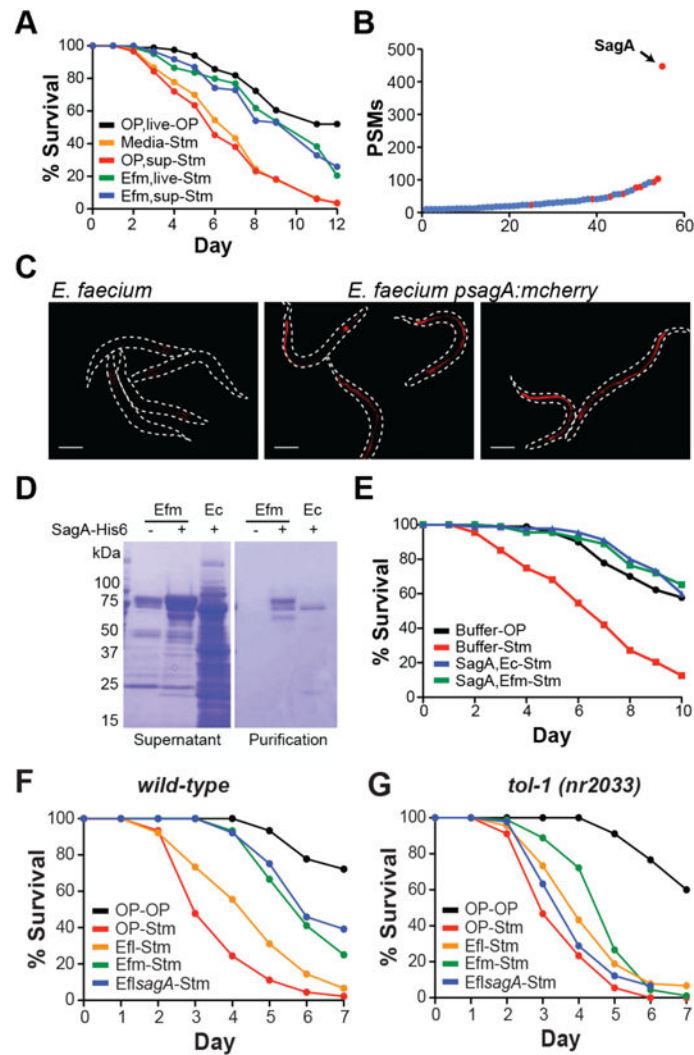 A
% Survival
100
80
60
40
20
0
OP,live-OP
Media-Stm
OP,sup-Stm
Efm,live-Stm
Efm,sup-Stm
0 2 4 6 8 10 12
Day
B
PSMs
500
400
300
200
100
0
SagA
0 20 40 60
C
E. faecium
E. faecium psagA:mcherry
D
Efm Ec Efm Ec
SagA-His6 - + + - + +
kDa
100
75
50
37
25
15
Supernatant Purification
E
% Survival
100
80
60
40
20
0
Buffer-OP
Buffer-Stm
SagA,Ec-Stm
SagA,Efm-Stm
0 2 4 6 8 10
Day
F
wild-type
% Survival
100
80
60
40
20
0
OP-OP
OP-Stm
Efl-Stm
Efm-Stm
EflsagA-Stm
0 1 2 3 4 5 6 7
Day
G
tol-1 (nr2033)
% Survival
100
80
60
40
20
0
OP-OP
OP-Stm
Efl-Stm
Efm-Stm
EflsagA-Stm
0 1 2 3 4 5 6 7
Day